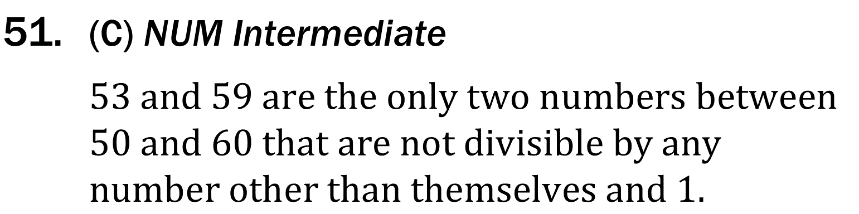 51. (C) NUM Intermediate
53 and 59 are the only two numbers between
50 and 60 that are not divisible by any
number other than themselves and 1.